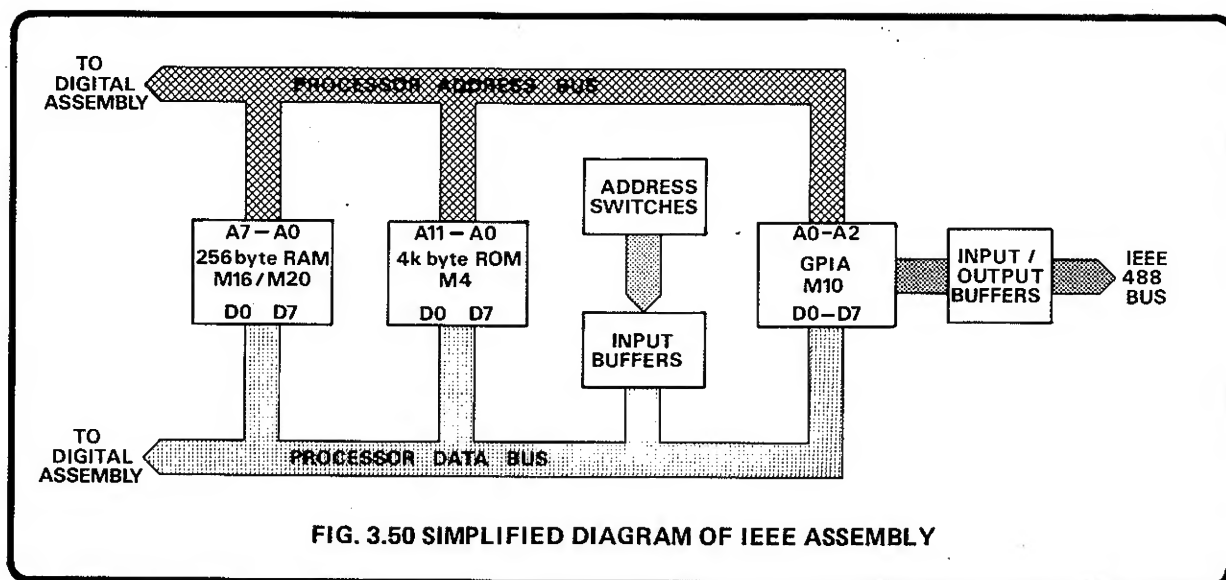 TO
DIGITAL
ASSEMBLY
PROCESSOR ADDRESS BUS
A7–A0
256 byte RAM
M16/M20
D0 D7
A11–A0
4k byte ROM
M4
D0 D7
ADDRESS
SWITCHES
INPUT
BUFFERS
A0–A2
GPIA
M10
D0–D7
INPUT /
OUTPUT
BUFFERS
IEEE
488
BUS
TO
DIGITAL
ASSEMBLY
PROCESSOR DATA BUS
FIG. 3.50 SIMPLIFIED DIAGRAM OF IEEE ASSEMBLY